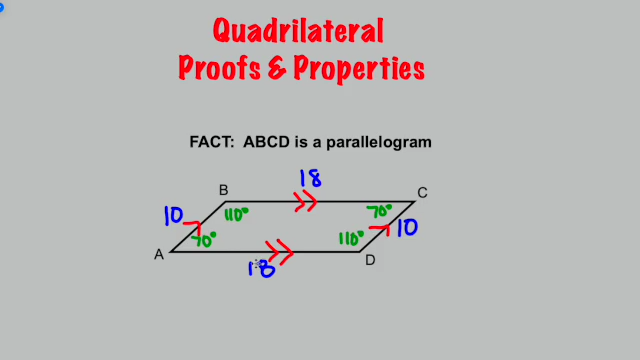 Quadrilateral
Proofs & Properties
FACT: ABCD is a parallelogram
18
B
C
10
110°
70°
10
70°
110°
A
D
18